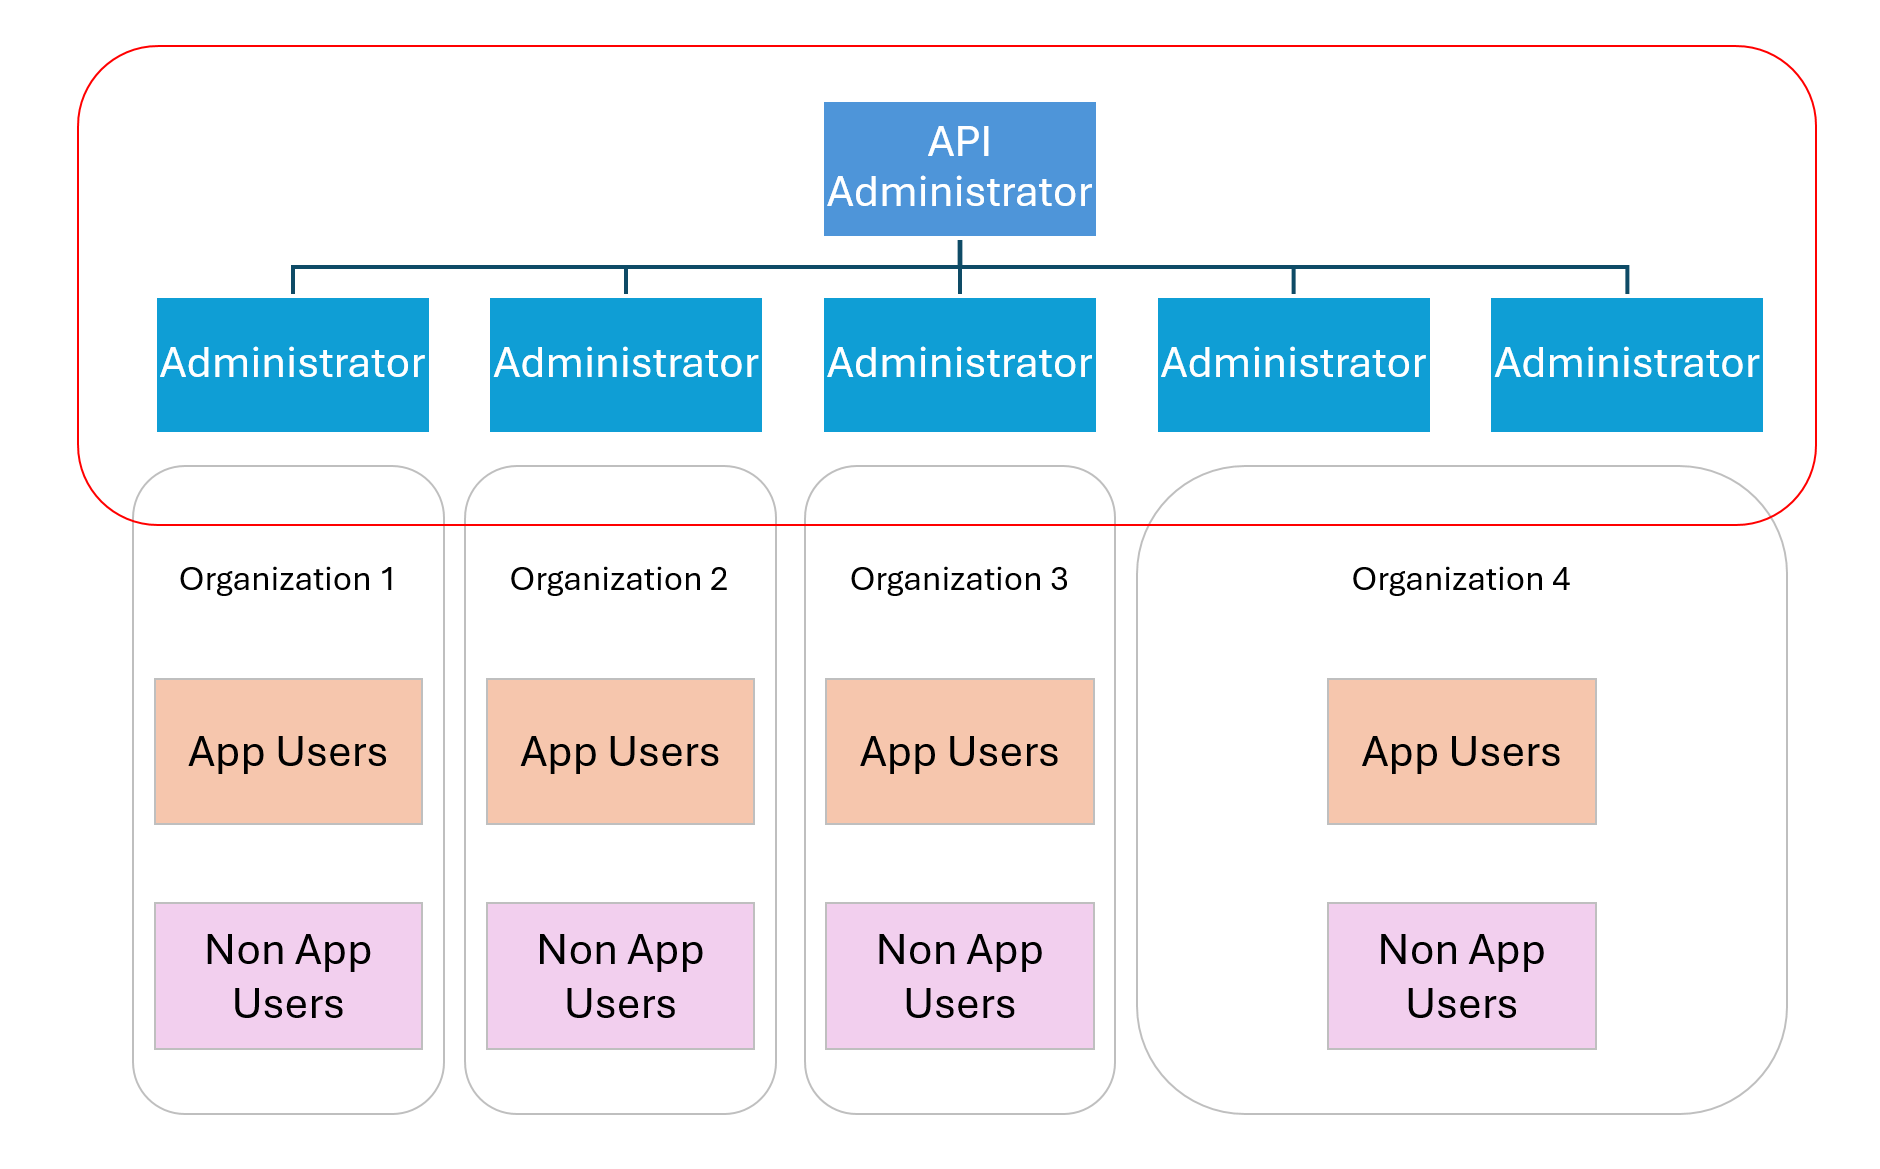 API
Administrator
Administrator
Administrator
Administrator
Administrator
Administrator
Organization 1
Organization 2
Organization 3
Organization 4
App Users
App Users
App Users
App Users
Non App
Users
Non App
Users
Non App
Users
Non App
Users